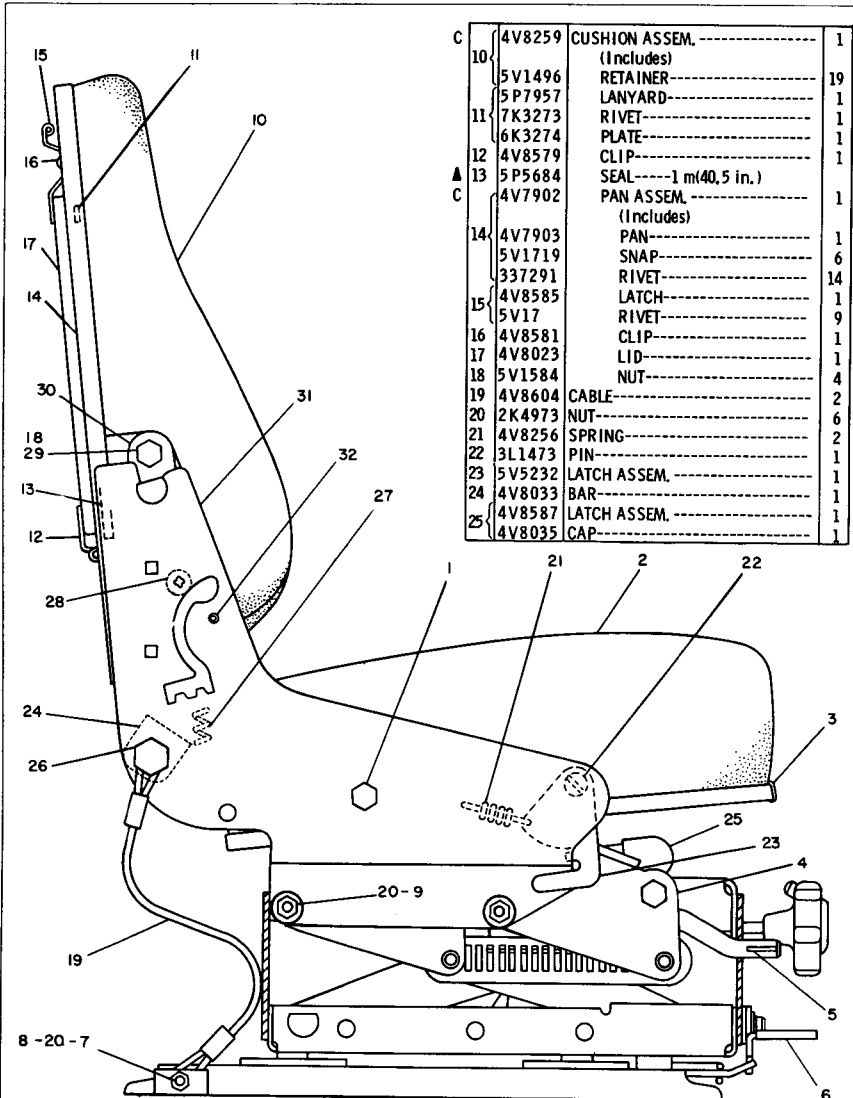 C 4V8259 CUSHION ASSEM. ---------------- 1
10 (Includes)
5V1496 RETAINER-------------------- 19
5P7957 LANYARD--------------------- 1
11 7K3273 RIVET----------------------- 1
6K3274 PLATE----------------------- 1
12 4V8579 CLIP------------------------ 1
▲ 13 5P5684 SEAL-----1 m(40.5 in.)
C 4V7902 PAN ASSEM. ----------------- 1
(Includes)
14 4V7903 PAN---------------------- 1
5V1719 SNAP--------------------- 6
337291 RIVET-------------------- 14
15 4V8585 LATCH-------------------- 1
5V17 RIVET-------------------- 9
16 4V8581 CLIP--------------------- 1
17 4V8023 LID---------------------- 1
18 5V1584 NUT---------------------- 4
19 4V8604 CABLE-------------------------- 2
20 2K4973 NUT---------------------------- 6
21 4V8256 SPRING------------------------- 2
22 3L1473 PIN---------------------------- 1
23 5V5232 LATCH ASSEM. ------------------ 1
24 4V8033 BAR---------------------------- 1
25 4V8587 LATCH ASSEM. ------------------ 1
4V8035 CAP---------------------------- 1
15
11
10
16
17
14
30
31
18
29
32
13
27
12
28
1
21
2
22
24
26
3
25
23
4
20-9
19
5
8-20-7
6